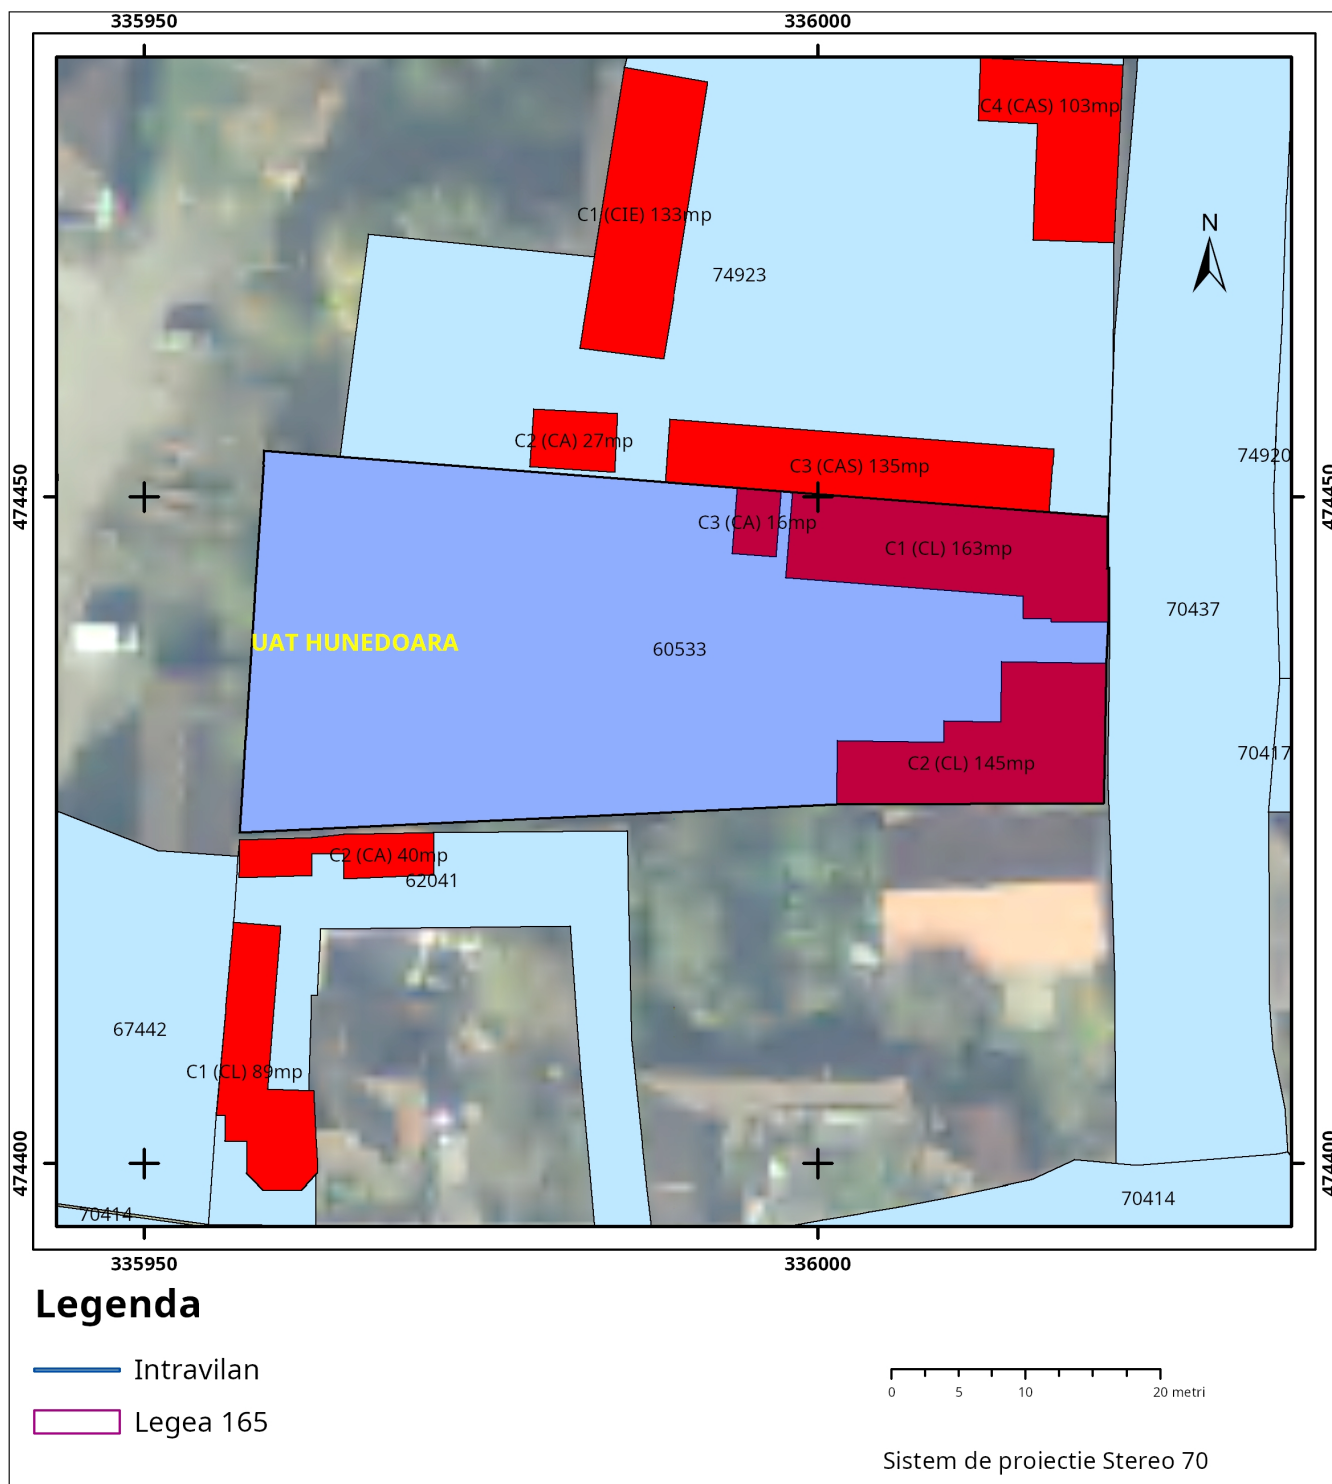 335950
336000
C4 (CAS) 103mp
C1 (CIE) 133mp
N
74923
C2 (CA) 27mp
C3 (CAS) 135mp
74920
474450
474450
C3 (CA) 16mp
C1 (CL) 163mp
70437
UAT HUNEDOARA
60533
70417
C2 (CL) 145mp
C2 (CA) 40mp
62041
67442
C1 (CL) 89mp
474400
474400
70414
70414
335950
336000
Legenda
Intravilan
Legea 165
0 5 10 20 metri
Sistem de proiectie Stereo 70